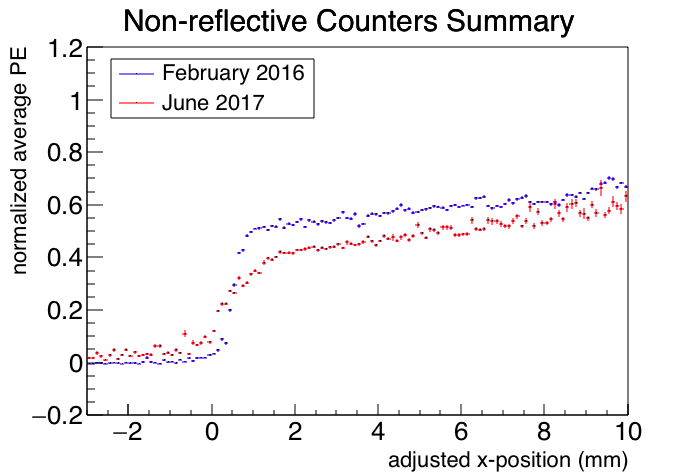 Non-reflective Counters Summary
normalized average PE
February 2016
June 2017
1.2
1
0.8
0.6
0.4
0.2
0
−0.2
−2 0 2 4 6 8 10
adjusted x-position (mm)